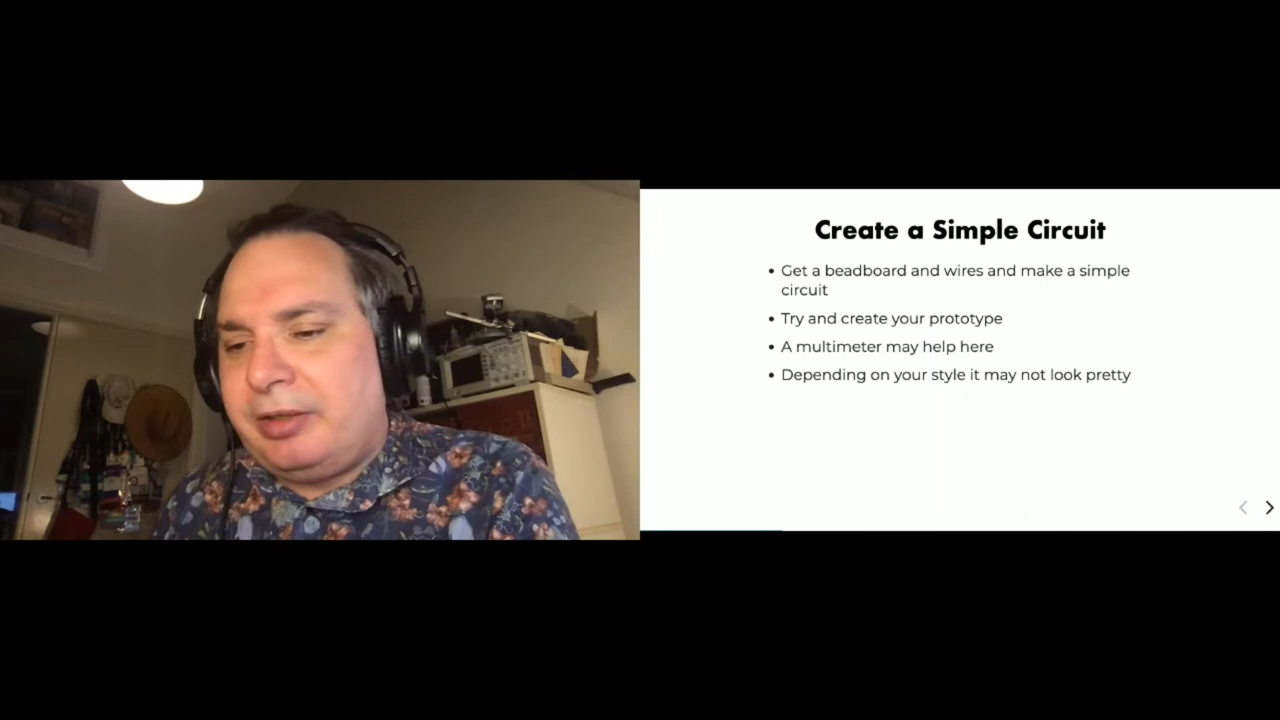 Create a Simple Circuit
• Get a beadboard and wires and make a simple
circuit
• Try and create your prototype
• A multimeter may help here
• Depending on your style it may not look pretty